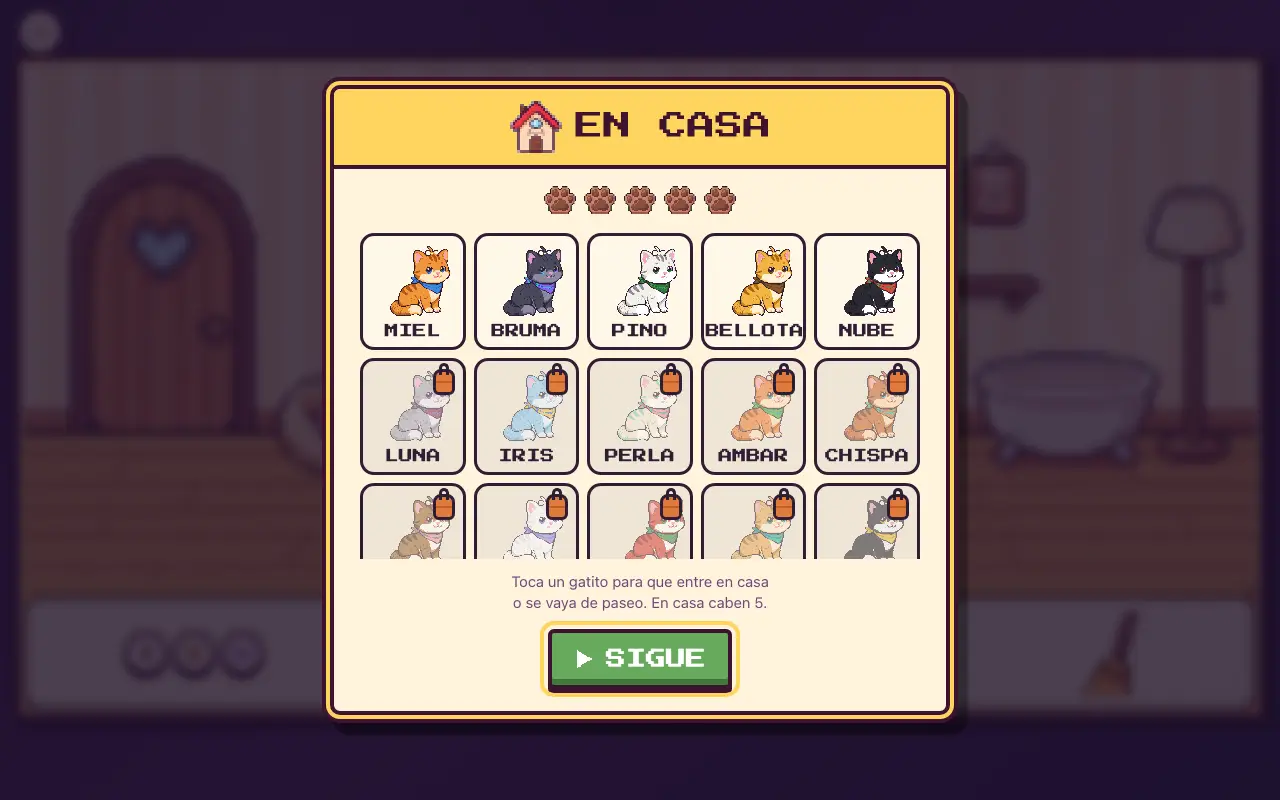 EN CASA
MIEL
BRUMA
PINO
BELLOTA
NUBE
LUNA
IRIS
PERLA
AMBAR
CHISPA
Toca un gatito para que entre en casa
o se vaya de paseo. En casa caben 5.
SIGUE